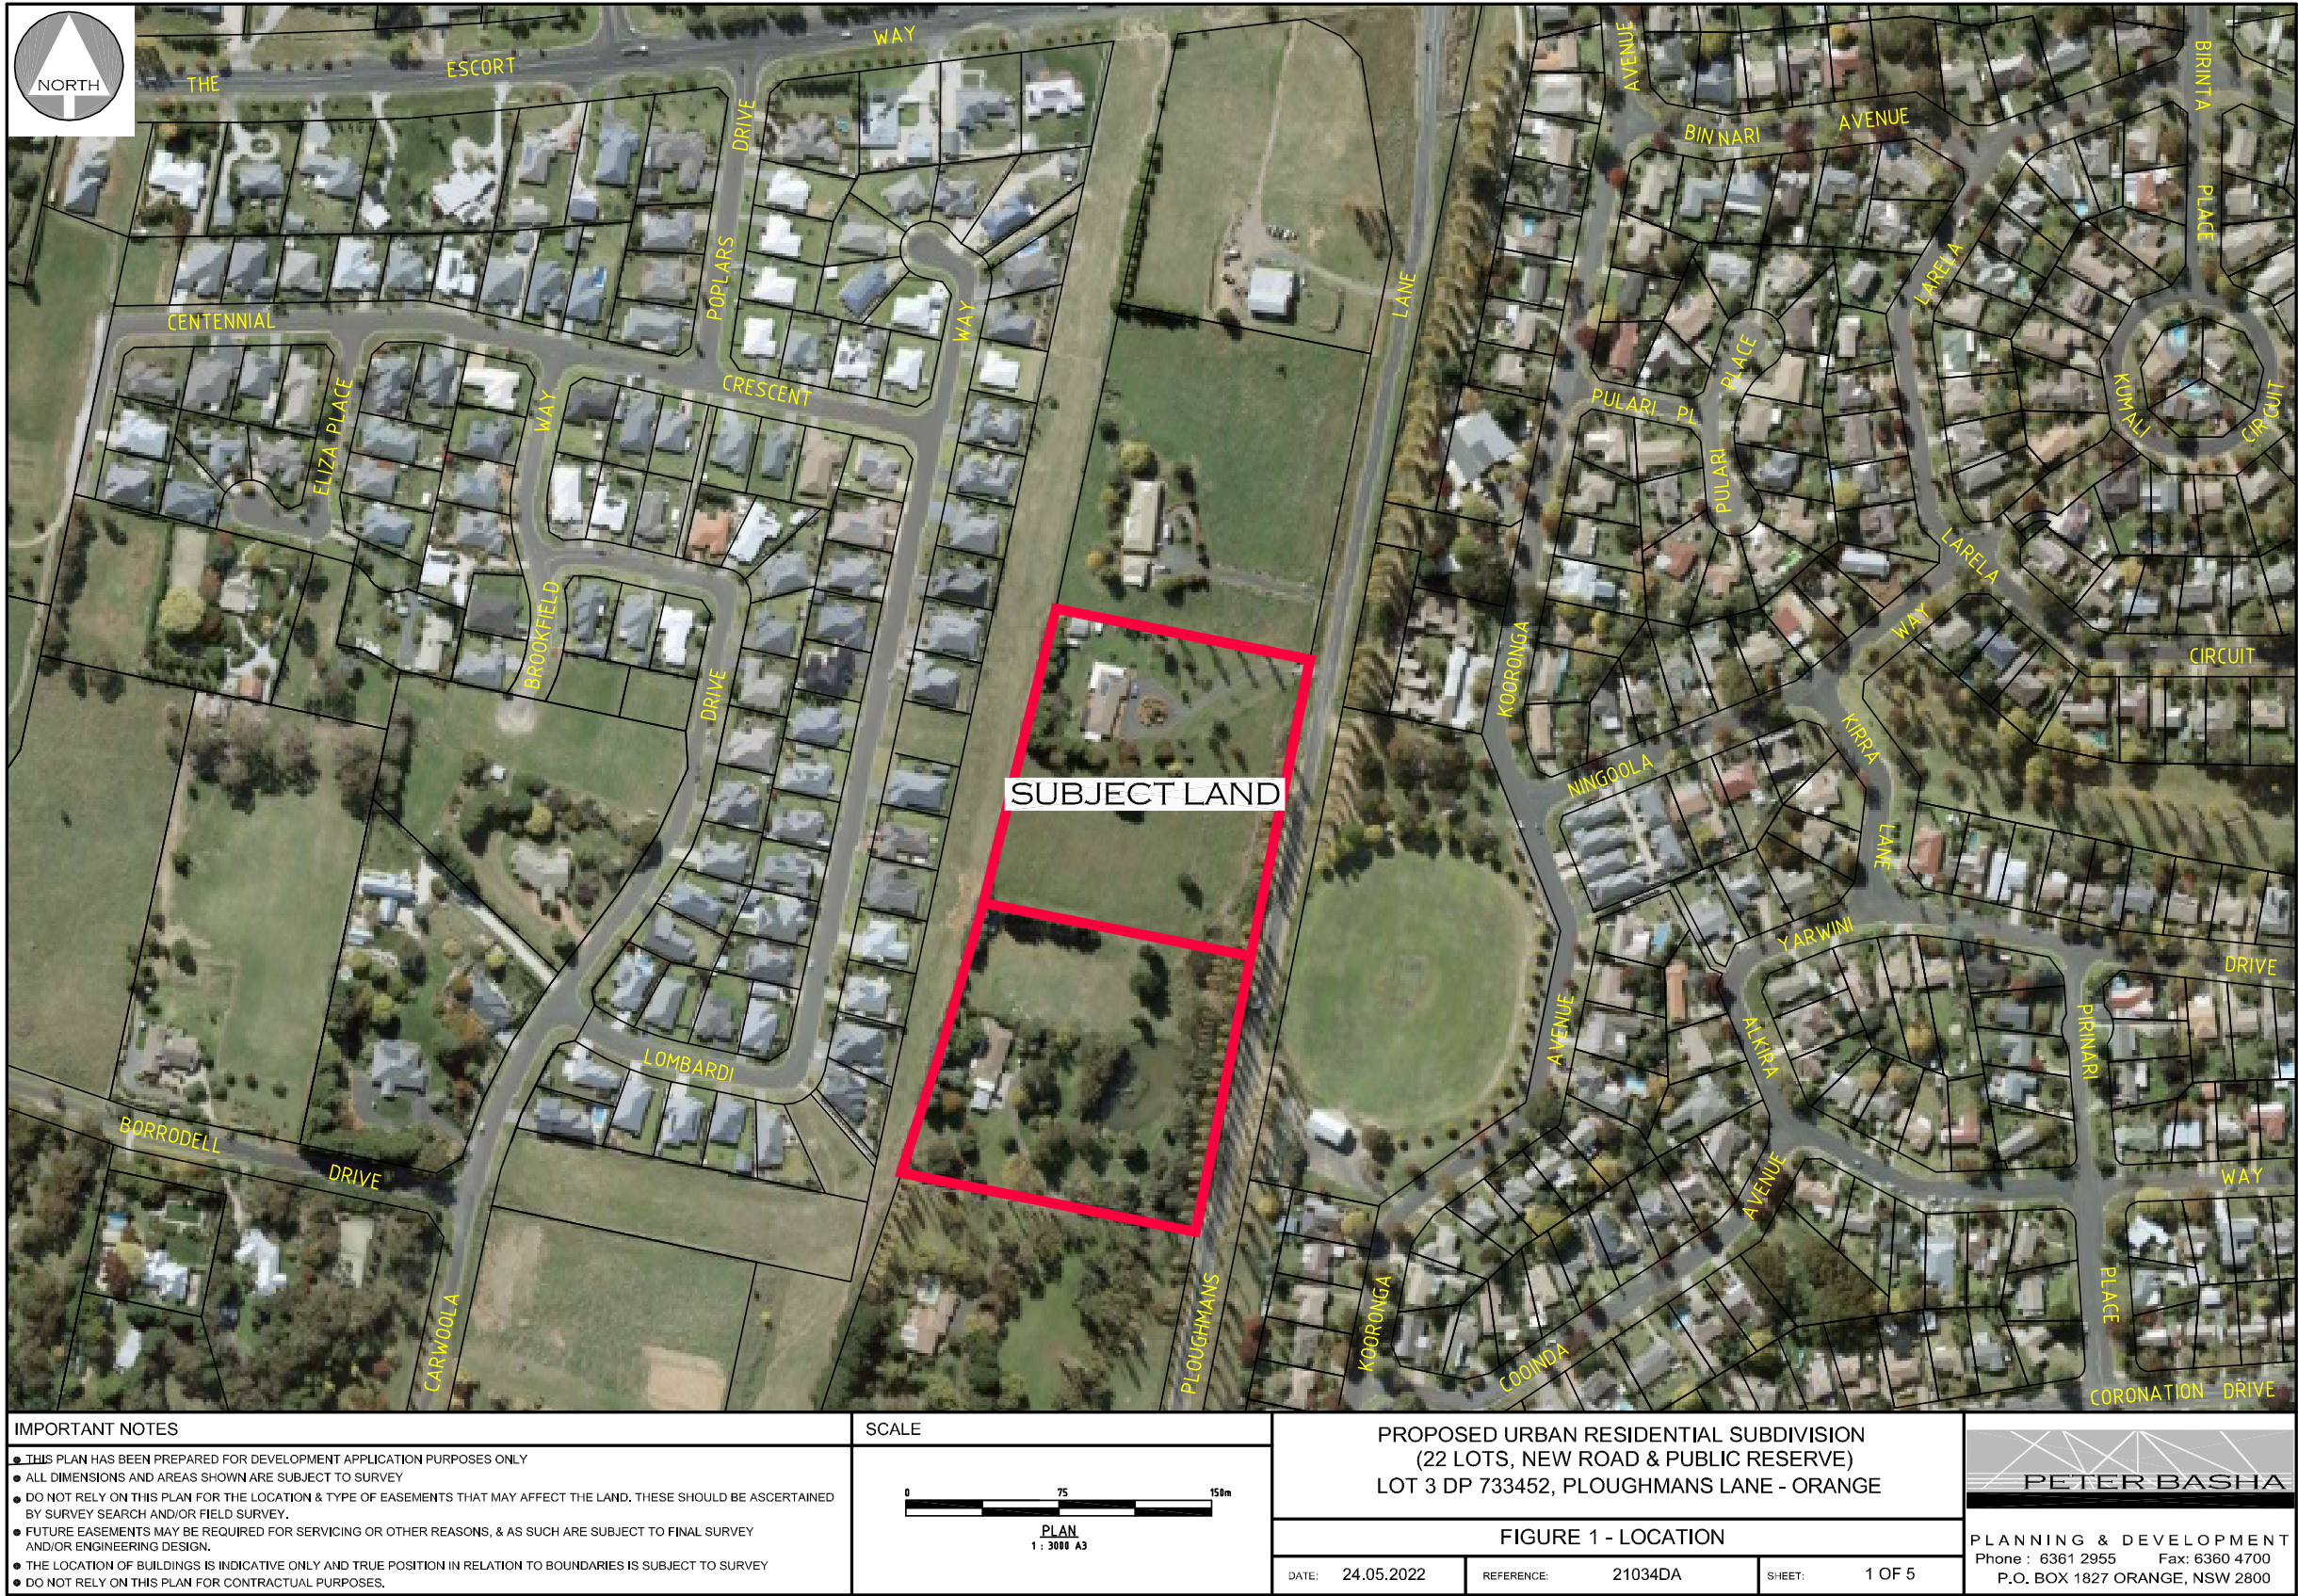 NORTH
THE
ESCORT
WAY
DRIVE
POPLARS
CENTENNIAL
CRESCENT
WAY
ELIZA PLACE
WAY
BROOKFIELD
DRIVE
LOMBARDI
BORRODELL
DRIVE
CARWOOLA
LANE
PLOUGHMANS
SUBJECT LAND
AVENUE
BINNARI
AVENUE
BIRINTA
PLACE
LARELA
PULARI PL
PLACE
PULARI
KUMALI
CIRCUIT
LARELA
WAY
CIRCUIT
KOORONGA
NINGOOLA
KIRRA
LANE
YARWINI
DRIVE
AVENUE
ALKIRA
PIRINARI
AVENUE
WAY
PLACE
KOORONGA
COOINDA
CORONATION DRIVE
IMPORTANT NOTES
THIS PLAN HAS BEEN PREPARED FOR DEVELOPMENT APPLICATION PURPOSES ONLY
ALL DIMENSIONS AND AREAS SHOWN ARE SUBJECT TO SURVEY
DO NOT RELY ON THIS PLAN FOR THE LOCATION & TYPE OF EASEMENTS THAT MAY AFFECT THE LAND. THESE SHOULD BE ASCERTAINED
BY SURVEY SEARCH AND/OR FIELD SURVEY.
FUTURE EASEMENTS MAY BE REQUIRED FOR SERVICING OR OTHER REASONS, & AS SUCH ARE SUBJECT TO FINAL SURVEY
AND/OR ENGINEERING DESIGN.
THE LOCATION OF BUILDINGS IS INDICATIVE ONLY AND TRUE POSITION IN RELATION TO BOUNDARIES IS SUBJECT TO SURVEY
DO NOT RELY ON THIS PLAN FOR CONTRACTUAL PURPOSES.
SCALE
0 75 150m
PLAN
1 : 3000 A3
PROPOSED URBAN RESIDENTIAL SUBDIVISION
(22 LOTS, NEW ROAD & PUBLIC RESERVE)
LOT 3 DP 733452, PLOUGHMANS LANE - ORANGE
FIGURE 1 - LOCATION
DATE: 24.05.2022 REFERENCE: 21034DA SHEET: 1 OF 5
PETER BASHA
PLANNING & DEVELOPMENT
Phone : 6361 2955 Fax: 6360 4700
P.O. BOX 1827 ORANGE, NSW 2800